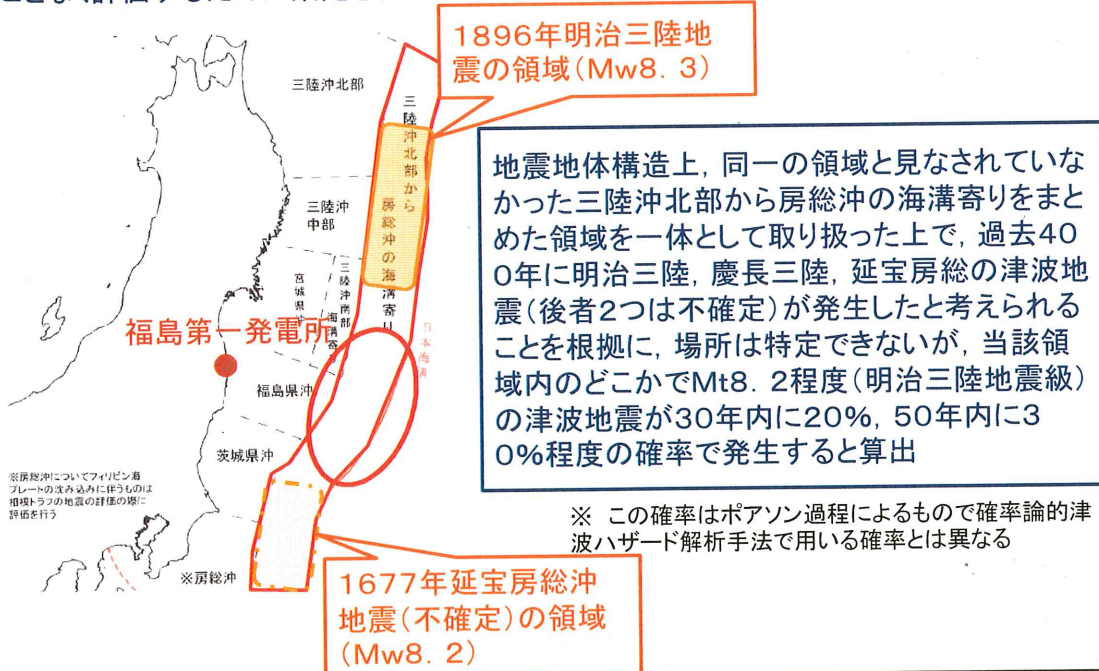 1896年明治三陸地
震の領域(Mw8.3)
三陸沖北部
三陸沖北部から
房総沖の海溝寄り
地震地体構造上,同一の領域と見なされていな
かった三陸沖北部から房総沖の海溝寄りをまと
めた領域を一体として取り扱った上で,過去40
0年に明治三陸,慶長三陸,延宝房総の津波地
震(後者2つは不確定)が発生したと考えられる
ことを根拠に,場所は特定できないが,当該領
域内のどこかでMt8.2程度(明治三陸地震級)
の津波地震が30年内に20%,50年内に3
0%程度の確率で発生すると算出
三陸沖
中部
宮城県沖
三陸沖南部
海溝寄り
日本海溝
福島第一発電所
福島県沖
茨城県沖
※房総沖についてフィリピン海
プレートの沈み込みに伴うものは
相模トラフの地震の評価の際に
評価を行う
※ この確率はポアソン過程によるもので確率論的津
波ハザード解析手法で用いる確率とは異なる
※房総沖
1677年延宝房総沖
地震(不確定)の領域
(Mw8.2)